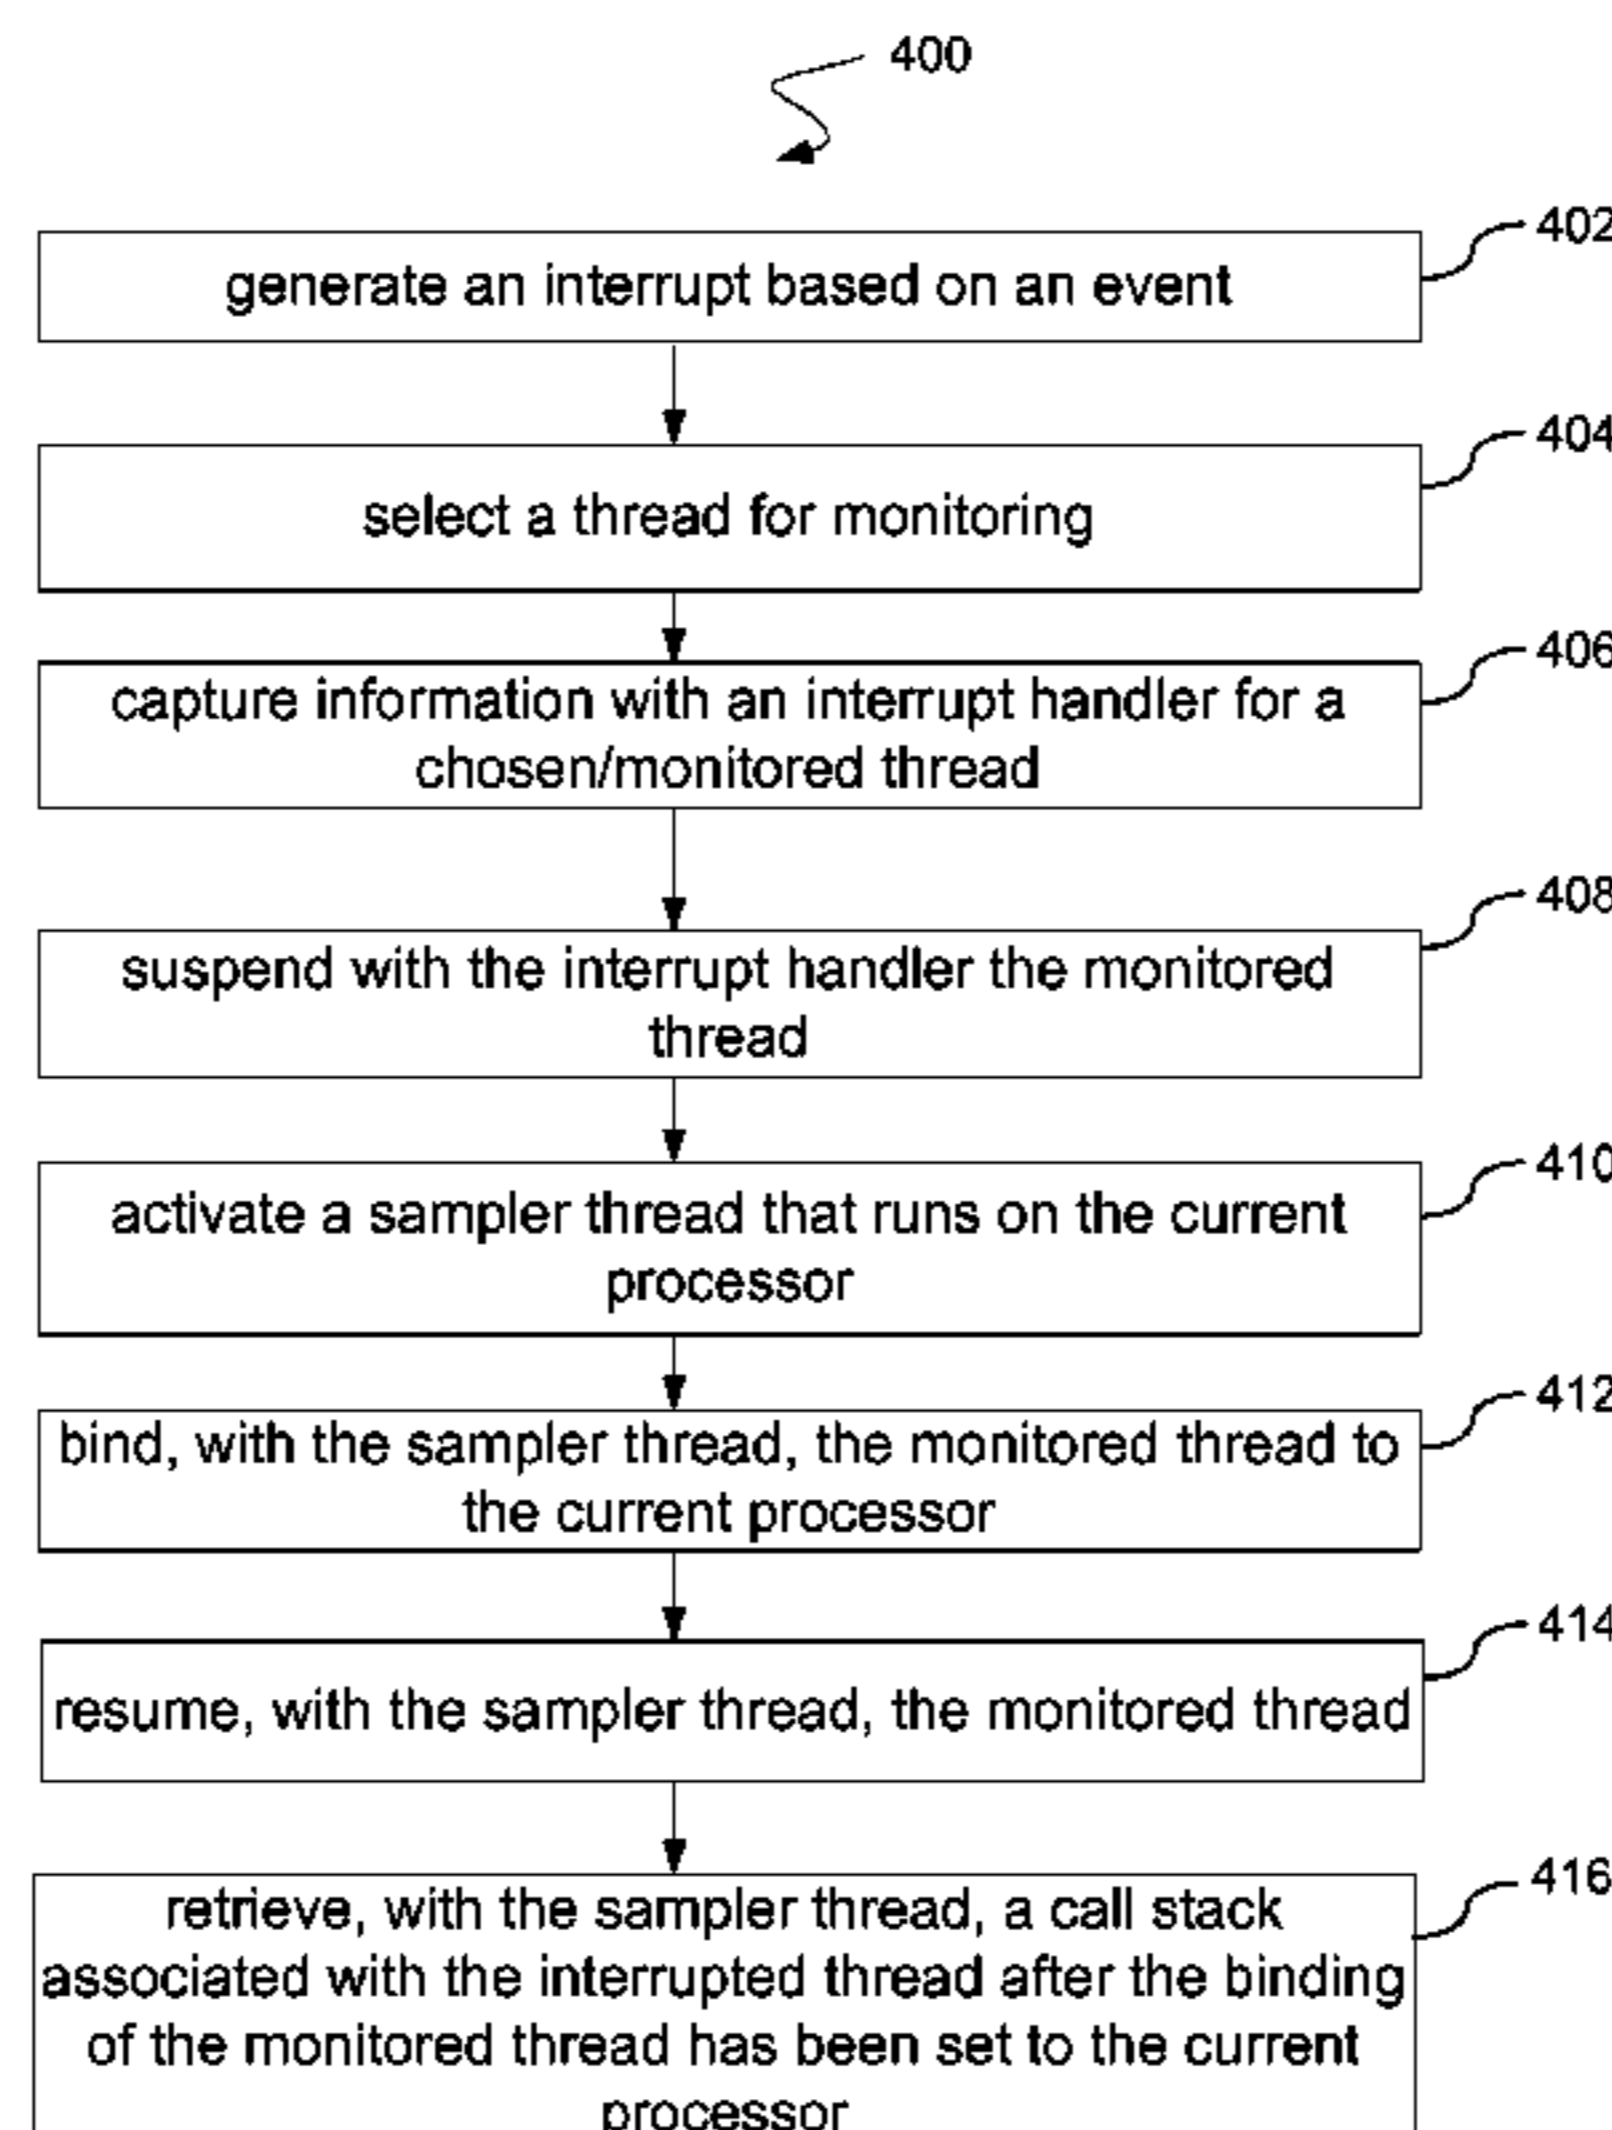 400
402
generate an interrupt based on an event
404
select a thread for monitoring
406
capture information with an interrupt handler for a
chosen/monitored thread
408
suspend with the interrupt handler the monitored
thread
410
activate a sampler thread that runs on the current
processor
412
bind, with the sampler thread, the monitored thread to
the current processor
414
resume, with the sampler thread, the monitored thread
416
retrieve, with the sampler thread, a call stack
associated with the interrupted thread after the binding
of the monitored thread has been set to the current
processor